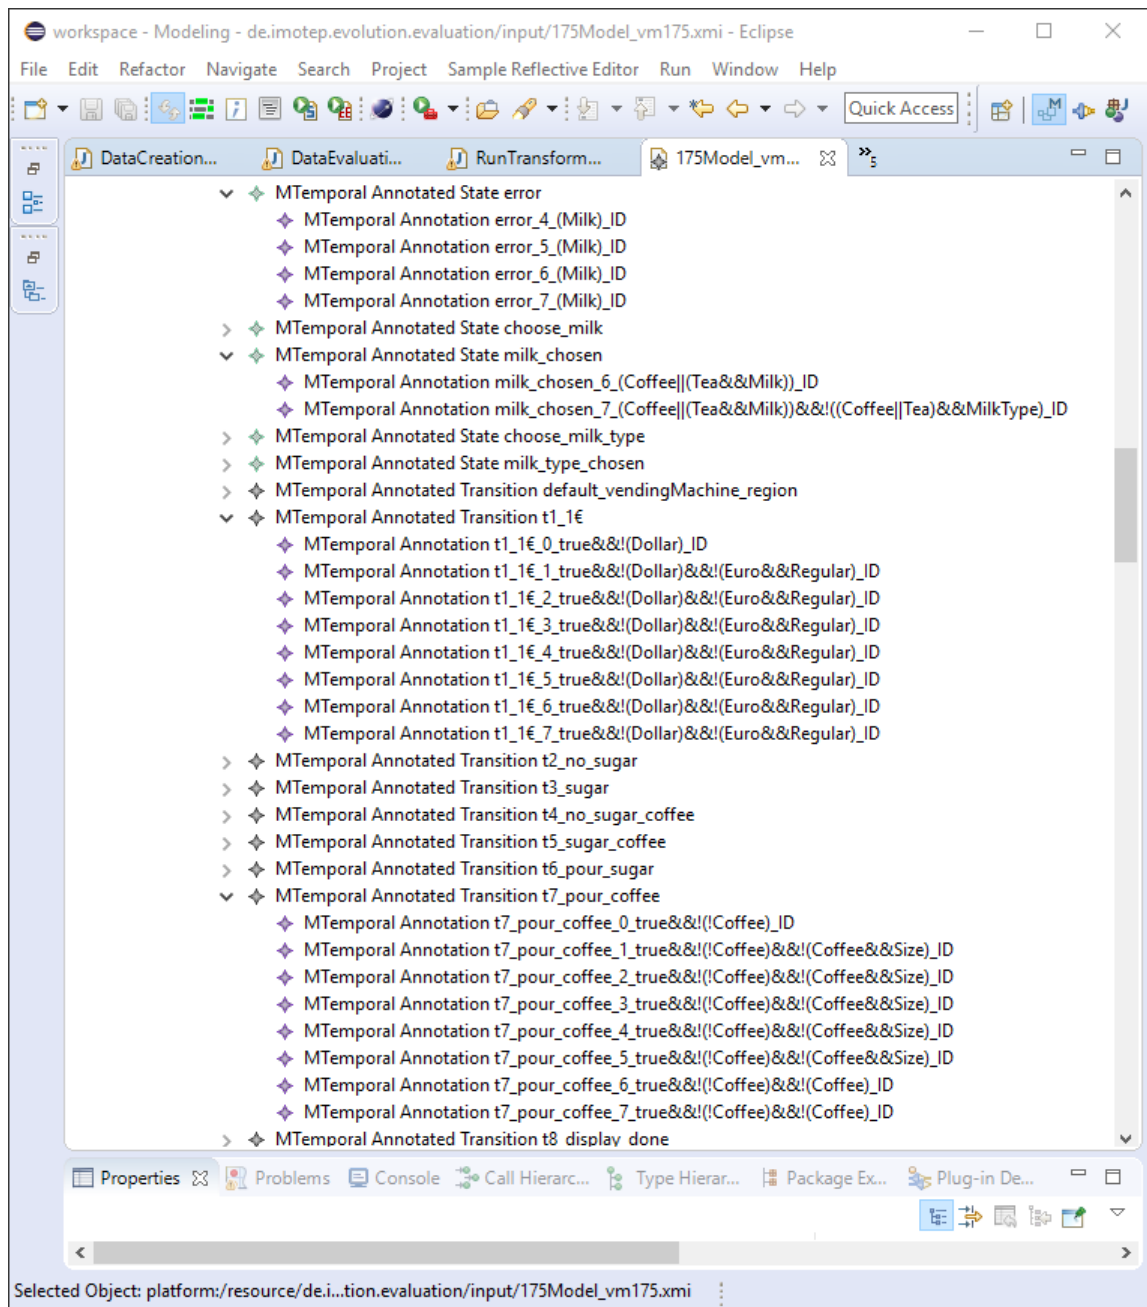 workspace - Modeling - de.imotep.evolution.evaluation/input/175Model_vm175.xmi - Eclipse
File Edit Refactor Navigate Search Project Sample Reflective Editor Run Window Help
Quick Access
DataCreation... DataEvaluati... RunTransform... 175Model_vm... »5
MTemporal Annotated State error
MTemporal Annotation error_4_(Milk)_ID
MTemporal Annotation error_5_(Milk)_ID
MTemporal Annotation error_6_(Milk)_ID
MTemporal Annotation error_7_(Milk)_ID
MTemporal Annotated State choose_milk
MTemporal Annotated State milk_chosen
MTemporal Annotation milk_chosen_6_(Coffee||(Tea&&Milk))_ID
MTemporal Annotation milk_chosen_7_(Coffee||(Tea&&Milk))&&!((Coffee||Tea)&&MilkType)_ID
MTemporal Annotated State choose_milk_type
MTemporal Annotated State milk_type_chosen
MTemporal Annotated Transition default_vendingMachine_region
MTemporal Annotated Transition t1_1€
MTemporal Annotation t1_1€_0_true&&!(Dollar)_ID
MTemporal Annotation t1_1€_1_true&&!(Dollar)&&!(Euro&&Regular)_ID
MTemporal Annotation t1_1€_2_true&&!(Dollar)&&!(Euro&&Regular)_ID
MTemporal Annotation t1_1€_3_true&&!(Dollar)&&!(Euro&&Regular)_ID
MTemporal Annotation t1_1€_4_true&&!(Dollar)&&!(Euro&&Regular)_ID
MTemporal Annotation t1_1€_5_true&&!(Dollar)&&!(Euro&&Regular)_ID
MTemporal Annotation t1_1€_6_true&&!(Dollar)&&!(Euro&&Regular)_ID
MTemporal Annotation t1_1€_7_true&&!(Dollar)&&!(Euro&&Regular)_ID
MTemporal Annotated Transition t2_no_sugar
MTemporal Annotated Transition t3_sugar
MTemporal Annotated Transition t4_no_sugar_coffee
MTemporal Annotated Transition t5_sugar_coffee
MTemporal Annotated Transition t6_pour_sugar
MTemporal Annotated Transition t7_pour_coffee
MTemporal Annotation t7_pour_coffee_0_true&&!(!Coffee)_ID
MTemporal Annotation t7_pour_coffee_1_true&&!(!Coffee)&&!(Coffee&&Size)_ID
MTemporal Annotation t7_pour_coffee_2_true&&!(!Coffee)&&!(Coffee&&Size)_ID
MTemporal Annotation t7_pour_coffee_3_true&&!(!Coffee)&&!(Coffee&&Size)_ID
MTemporal Annotation t7_pour_coffee_4_true&&!(!Coffee)&&!(Coffee&&Size)_ID
MTemporal Annotation t7_pour_coffee_5_true&&!(!Coffee)&&!(Coffee&&Size)_ID
MTemporal Annotation t7_pour_coffee_6_true&&!(!Coffee)&&!(Coffee)_ID
MTemporal Annotation t7_pour_coffee_7_true&&!(!Coffee)&&!(Coffee)_ID
MTemporal Annotated Transition t8_display_done
Properties Problems Console Call Hierarc... Type Hierar... Package Ex... Plug-in De...
Selected Object: platform:/resource/de.i...tion.evaluation/input/175Model_vm175.xmi